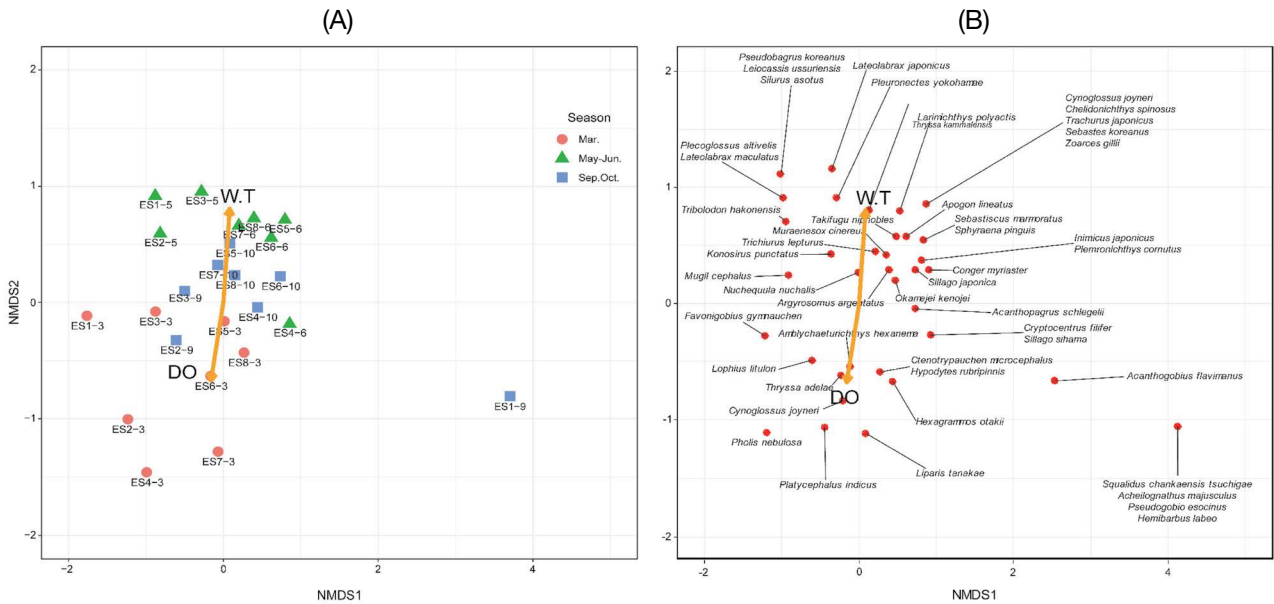 (A)
(B)
2
1
0
−1
−2
NMDS2
−2
0
2
4
NMDS1
Season
Mar.
May-Jun.
Sep.Oct.
W.T
DO
ES1−5
ES3−5
ES2−5
ES8−6
ES7−6
ES5−6
ES6−6
ES5−10
ES7−10
ES8−10
ES6−10
ES3−9
ES4−10
ES4−6
ES1−3
ES3−3
ES5−3
ES2−9
ES8−3
ES6−3
ES1−9
ES2−3
ES7−3
ES4−3
2
1
0
-1
-2
-2
0
2
4
NMDS1
Pseudobagrus koreanus
Leiocassis ussuriensis
Silurus asotus
Lateolabrax japonicus
Pleuronectes yokohamae
Larimichthys polyactis
Thryssa kammalensis
Cynoglossus joyneri
Chelidonichthys spinosus
Trachurus japonicus
Sebastes koreanus
Zoarces gillii
Plecoglossus altivelis
Lateolabrax maculatus
W.T
Tribolodon hakonensis
Takifugu niphobles
Apogon lineatus
Muraenesox cinereus
Sebastiscus marmoratus
Sphyraena pinguis
Trichiurus lepturus
Konosirus punctatus
Inimicus japonicus
Plemronlchthys cornutus
Mugil cephalus
Conger myriaster
Sillago japonica
Nuchequula nuchalis
Argyrosomus argentatus
Okamejei kenojei
Favonigobius gymnauchen
Acanthopagrus schlegelii
Amblychaeturichthys hexanema
Cryptocentrus filifer
Sillago sihama
Lophius litulon
Ctenotrypauchen microcephalus
Hypodytes rubripinnis
Thryssa adelae
DO
Acanthogobius flavimanus
Cynoglossus joyneri
Hexagrammos otakii
Pholis nebulosa
Liparis tanakae
Platycephalus indicus
Squalidus chankaensis tsuchigae
Acheilognathus majusculus
Pseudogobio esocinus
Hemibarbus labeo